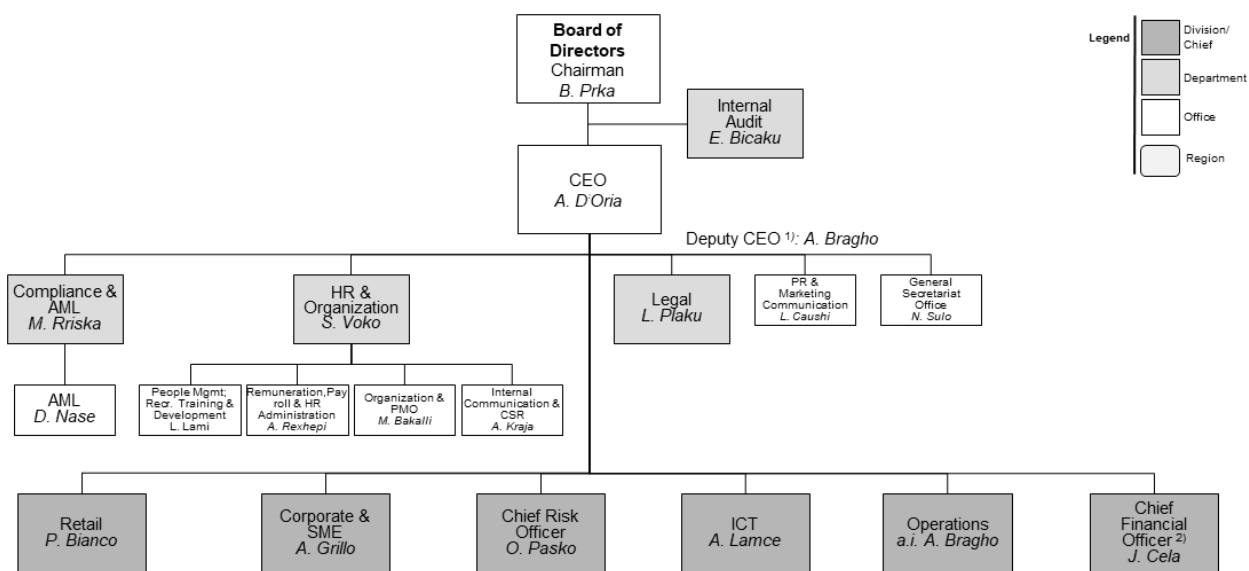 Board of
Directors
Chairman
B. Prka
Legend
Division/
Chief
Department
Office
Region
Internal
Audit
E. Bicaku
CEO
A. D'Oria
Deputy CEO ¹⁾: A. Bragho
Compliance &
AML
M. Rriska
HR &
Organization
S. Voko
Legal
L. Plaku
PR &
Marketing
Communication
L. Caushi
General
Secretariat
Office
N. Sulo
AML
D. Nase
People Mgmt;
Recr. Training &
Development
L. Lami
Remuneration,Pay
roll & HR
Administration
A. Rexhepi
Organization &
PMO
M. Bakalli
Internal
Communication &
CSR
A. Kraja
Retail
P. Bianco
Corporate &
SME
A. Grillo
Chief Risk
Officer
O. Pasko
ICT
A. Lamce
Operations
a.i. A. Bragho
Chief
Financial
Officer ²⁾
J. Cela